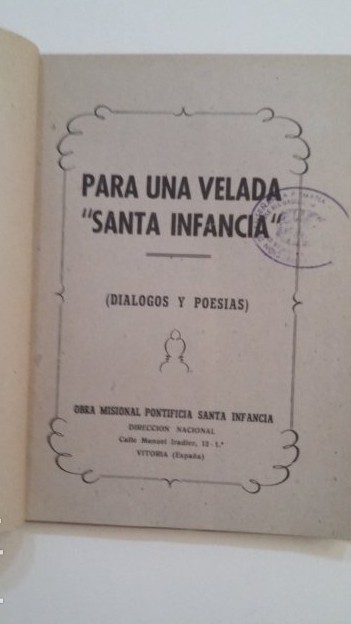 PARA UNA VELADA
"SANTA INFANCIA"
(DIALOGOS Y POESIAS)
OBRA MISIONAL PONTIFICIA SANTA INFANCIA
DIRECCION NACIONAL
Calle Manuel Iradier, 12 - 1.º
VITORIA (España)